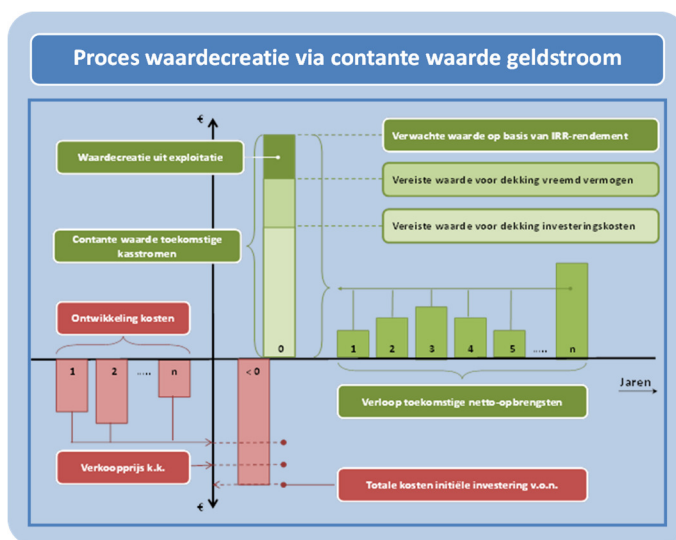 Proces waardecreatie via contante waarde geldstroom
€
Verwachte waarde op basis van IRR-rendement
Waardecreatie uit exploitatie
Vereiste waarde voor dekking vreemd vermogen
Vereiste waarde voor dekking investeringskosten
Contante waarde toekomstige
kasstromen
Ontwikkeling kosten
0
1 2 3 4 5 ..... n
1 2 ..... n
< 0
Jaren
Verloop toekomstige netto-opbrengsten
Verkoopprijs k.k.
Totale kosten initiële investering v.o.n.
€